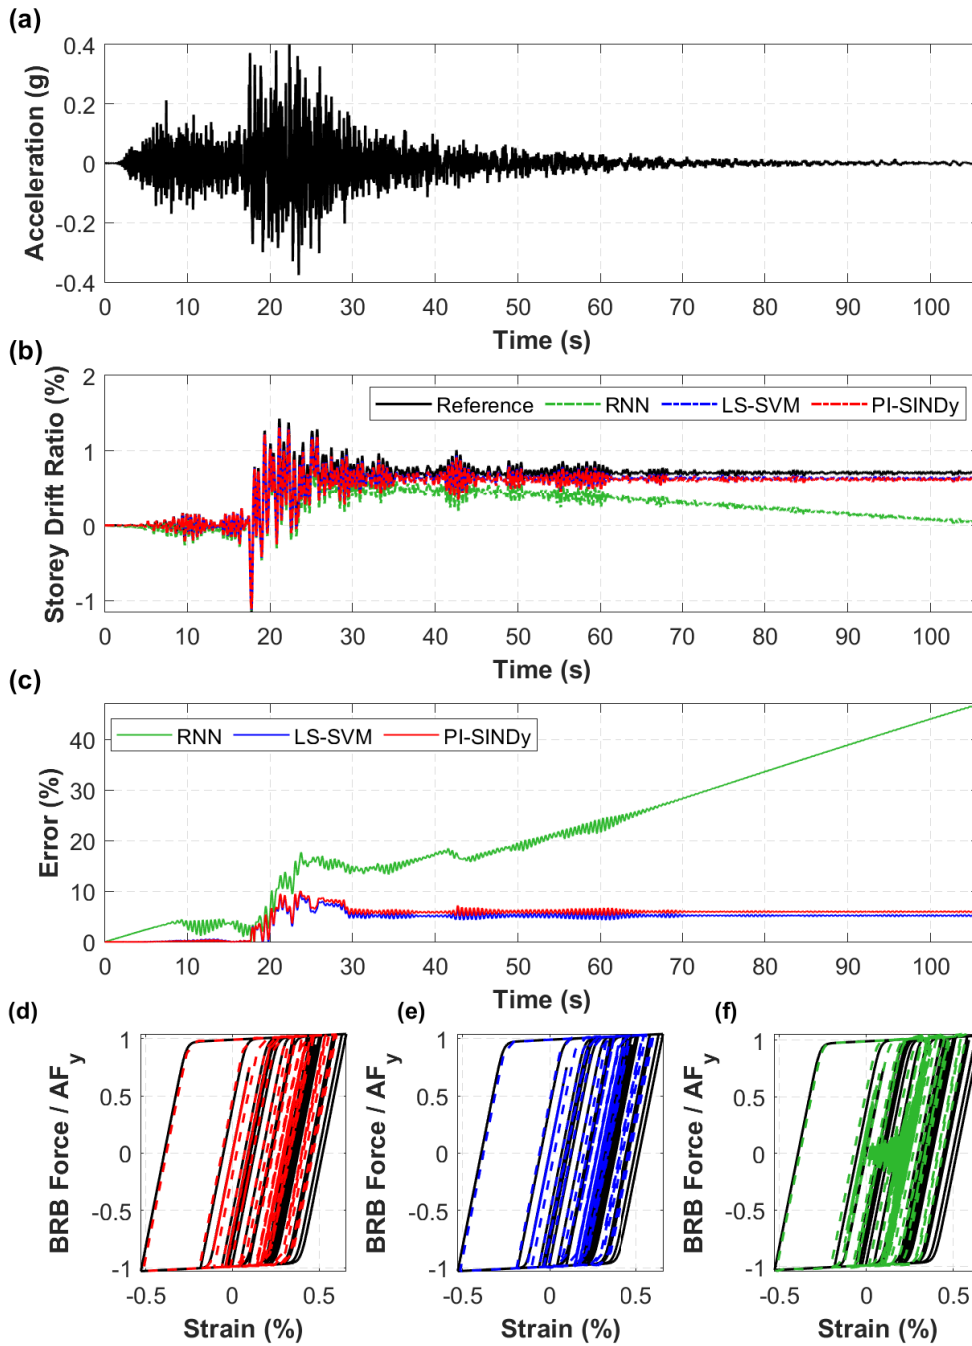 (a)
0.4
0.2
0
-0.2
-0.4
Acceleration (g)
0 10 20 30 40 50 60 70 80 90 100
Time (s)
(b)
2
1
0
-1
Storey Drift Ratio (%)
Reference RNN LS-SVM PI-SINDy
0 10 20 30 40 50 60 70 80 90 100
Time (s)
(c)
40
30
20
10
0
Error (%)
RNN LS-SVM PI-SINDy
0 10 20 30 40 50 60 70 80 90 100
Time (s)
(d)
1
0.5
0
-0.5
-1
BRB Force / AFy
-0.5 0 0.5
Strain (%)
(e)
1
0.5
0
-0.5
-1
BRB Force / AFy
-0.5 0 0.5
Strain (%)
(f)
1
0.5
0
-0.5
-1
BRB Force / AFy
-0.5 0 0.5
Strain (%)